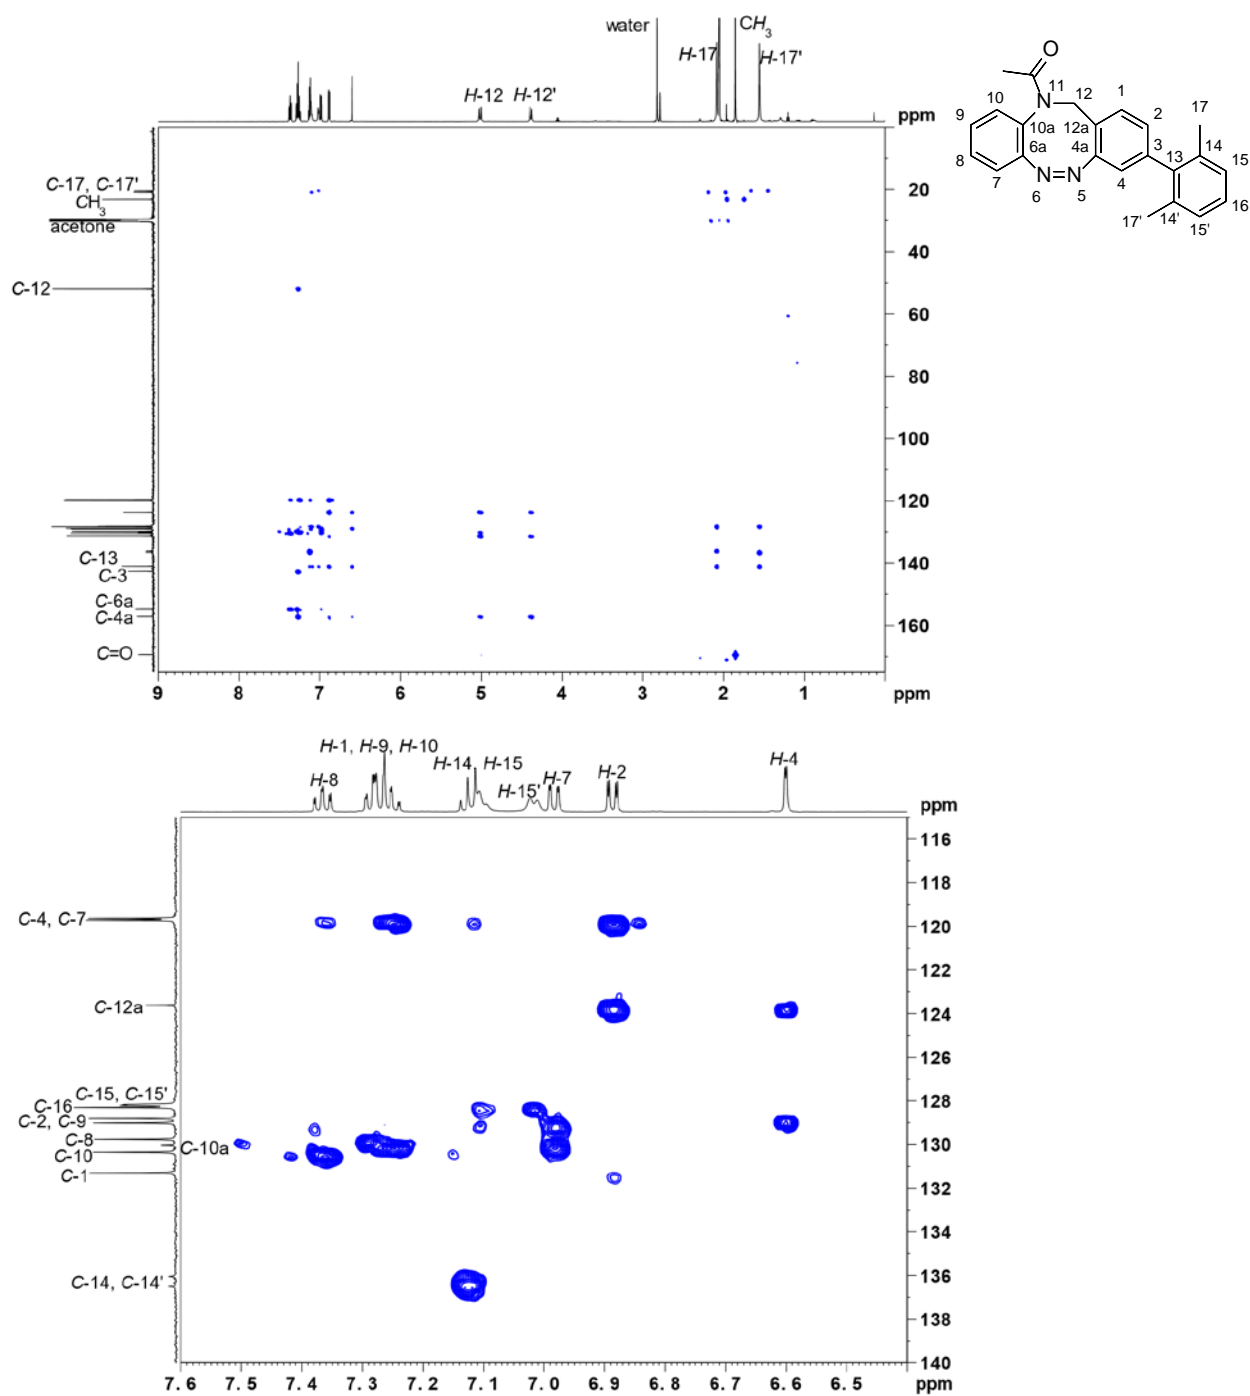 water
CH3
H-17
H-17'
H-12
H-12'
ppm
C-17, C-17'
CH3
acetone
C-12
C-13
C-3
C-6a
C-4a
C=O
20
40
60
80
100
120
140
160
9 8 7 6 5 4 3 2 1 ppm
O
N
11
12
1
2
17
10
9
10a
12a
3
14
15
8
6a
4a
13
7
N=N
4
16
6
5
17'
14'
15'
H-1, H-9, H-10
H-8
H-14
H-15
H-15'
H-7
H-2
H-4
ppm
C-4, C-7
C-12a
C-15, C-15'
C-16
C-2, C-9
C-8
C-10a
C-10
C-1
C-14, C-14'
116
118
120
122
124
126
128
130
132
134
136
138
140
7.6 7.5 7.4 7.3 7.2 7.1 7.0 6.9 6.8 6.7 6.6 6.5 ppm